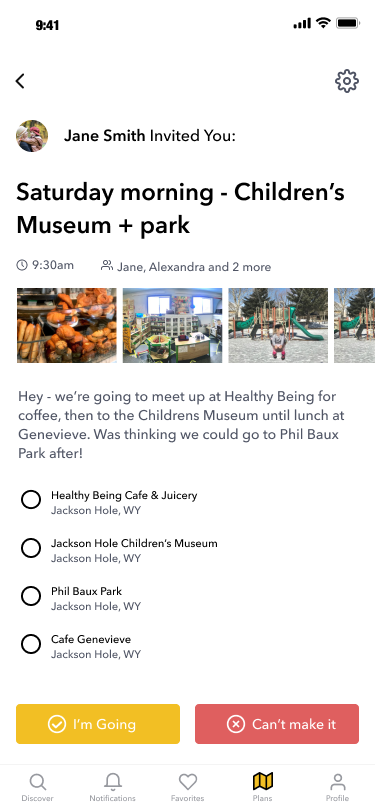 9:41
Jane Smith Invited You:
Saturday morning - Children’s
Museum + park
9:30am
Jane, Alexandra and 2 more
Hey - we’re going to meet up at Healthy Being for
coffee, then to the Childrens Museum until lunch at
Genevieve. Was thinking we could go to Phil Baux
Park after!
Healthy Being Cafe & Juicery
Jackson Hole, WY
Jackson Hole Children’s Museum
Jackson Hole, WY
Phil Baux Park
Jackson Hole, WY
Cafe Genevieve
Jackson Hole, WY
I’m Going
Can’t make it
Discover
Notifications
Favorites
Plans
Profile